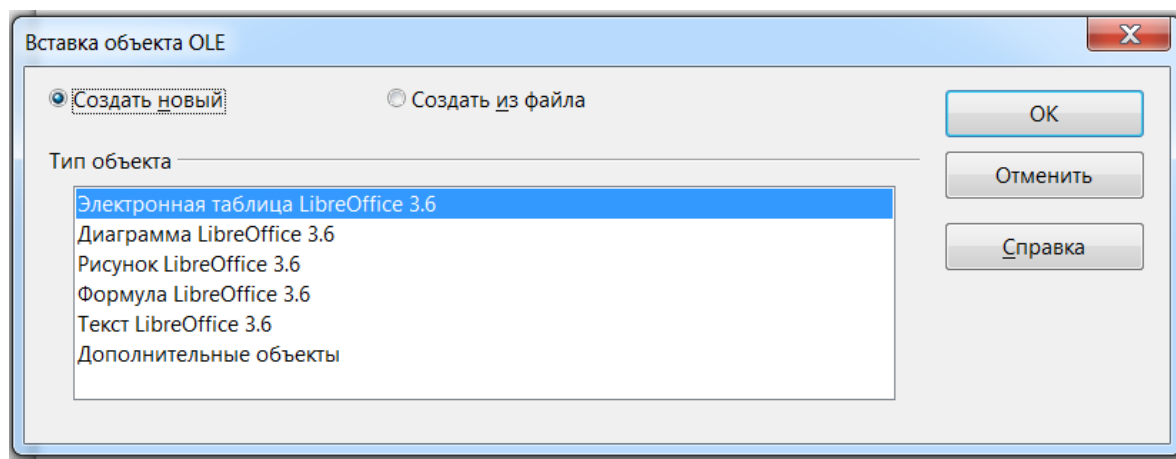 Вставка объекта OLE
Создать новый
Создать из файла
OK
Тип объекта
Отменить
Электронная таблица LibreOffice 3.6
Диаграмма LibreOffice 3.6
Справка
Рисунок LibreOffice 3.6
Формула LibreOffice 3.6
Текст LibreOffice 3.6
Дополнительные объекты